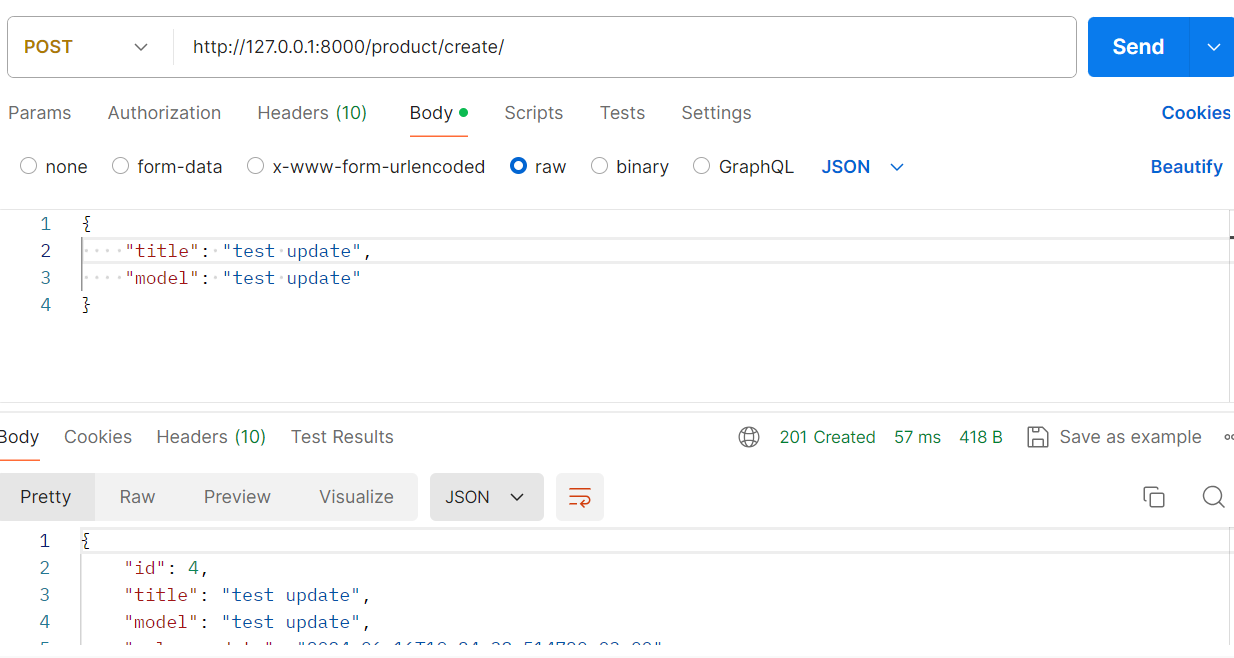 POST http://127.0.0.1:8000/product/create/ Send
Params Authorization Headers (10) Body Scripts Tests Settings Cookies
none form-data x-www-form-urlencoded raw binary GraphQL JSON Beautify
1 {
2 "title": "test update",
3 "model": "test update"
4 }
Body Cookies Headers (10) Test Results 201 Created 57 ms 418 B Save as example
Pretty Raw Preview Visualize JSON
1 {
2 "id": 4,
3 "title": "test update",
4 "model": "test update",